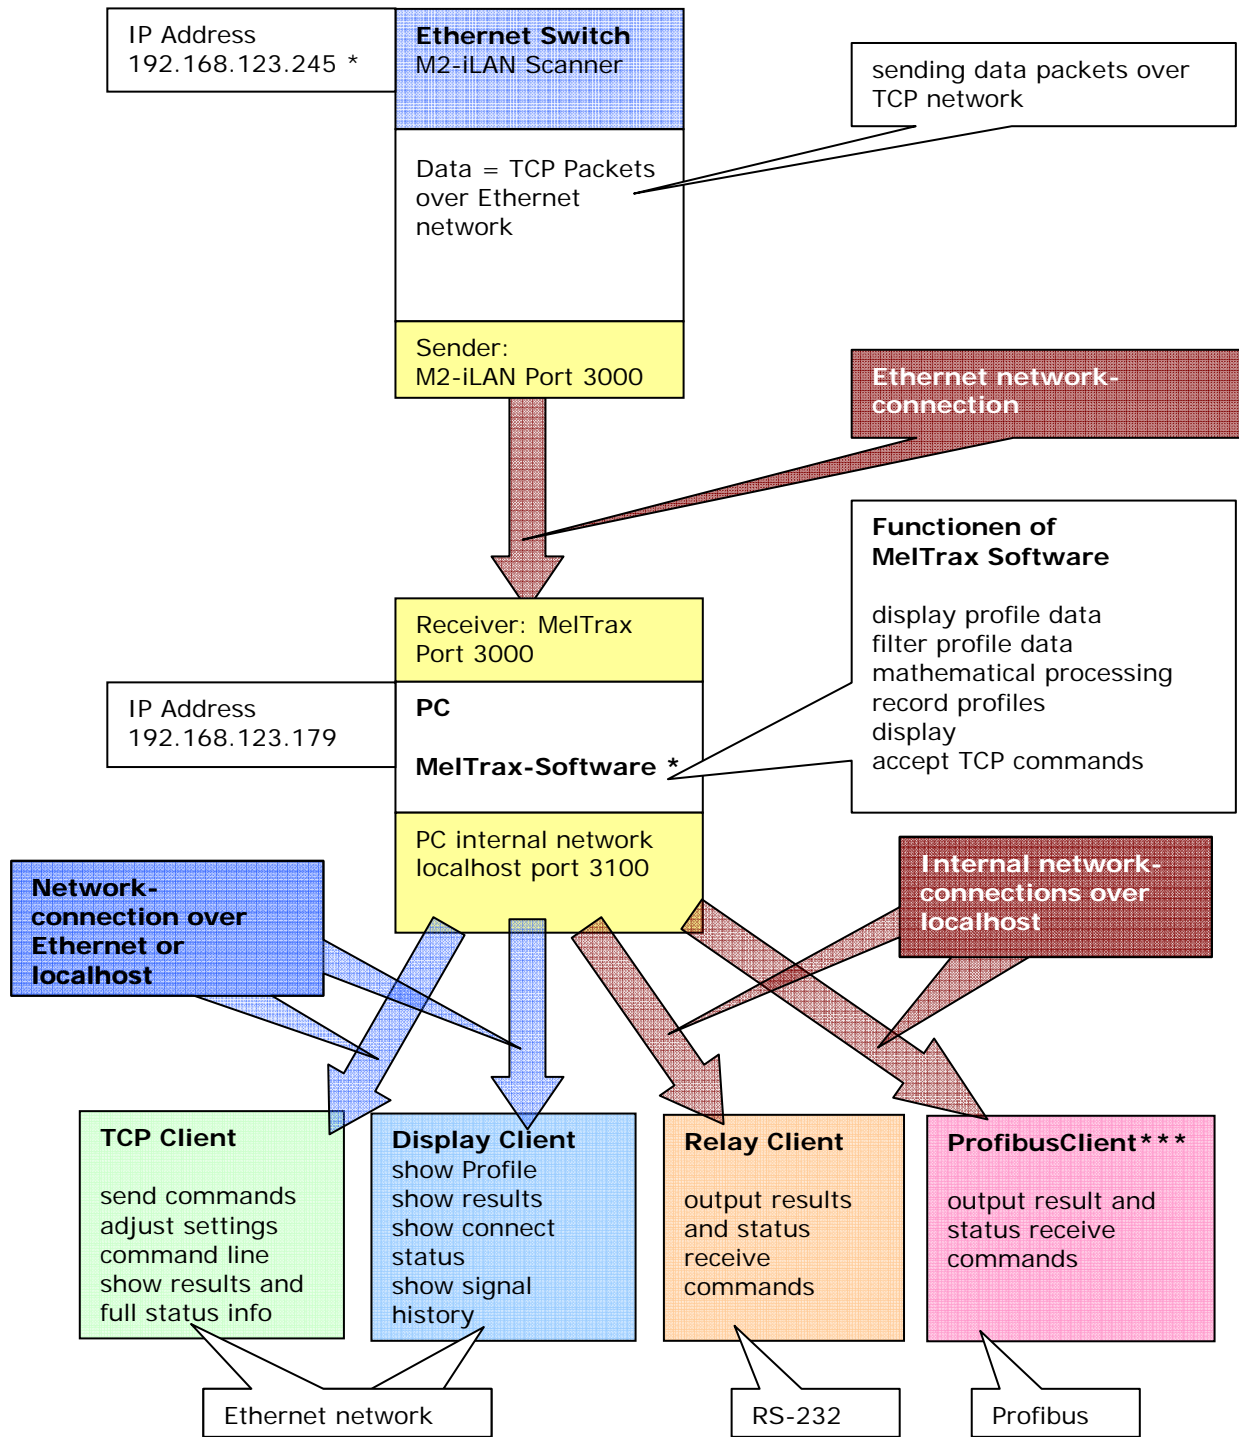 IP Address
192.168.123.245 *
Ethernet Switch
M2-iLAN Scanner
sending data packets over
TCP network
Data = TCP Packets
over Ethernet
network
Sender:
M2-iLAN Port 3000
Ethernet network-
connection
Functionen of
MelTrax Software
display profile data
filter profile data
mathematical processing
record profiles
display
accept TCP commands
Receiver: MelTrax
Port 3000
IP Address
192.168.123.179
PC
MelTrax-Software *
PC internal network
localhost port 3100
Network-
connection over
Ethernet or
localhost
Internal network-
connections over
localhost
TCP Client
send commands
adjust settings
command line
show results and
full status info
Display Client
show Profile
show results
show connect
status
show signal
history
Relay Client
output results
and status
receive
commands
ProfibusClient***
output result and
status receive
commands
Ethernet network
RS-232
Profibus